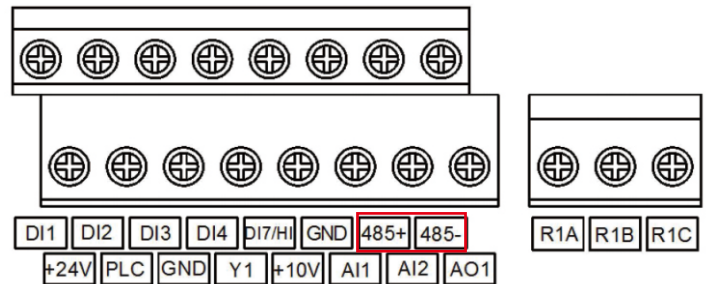 DI1 DI2 DI3 DI4 DI7/HI GND 485+ 485- R1A R1B R1C
+24V PLC GND Y1 +10V AI1 AI2 AO1